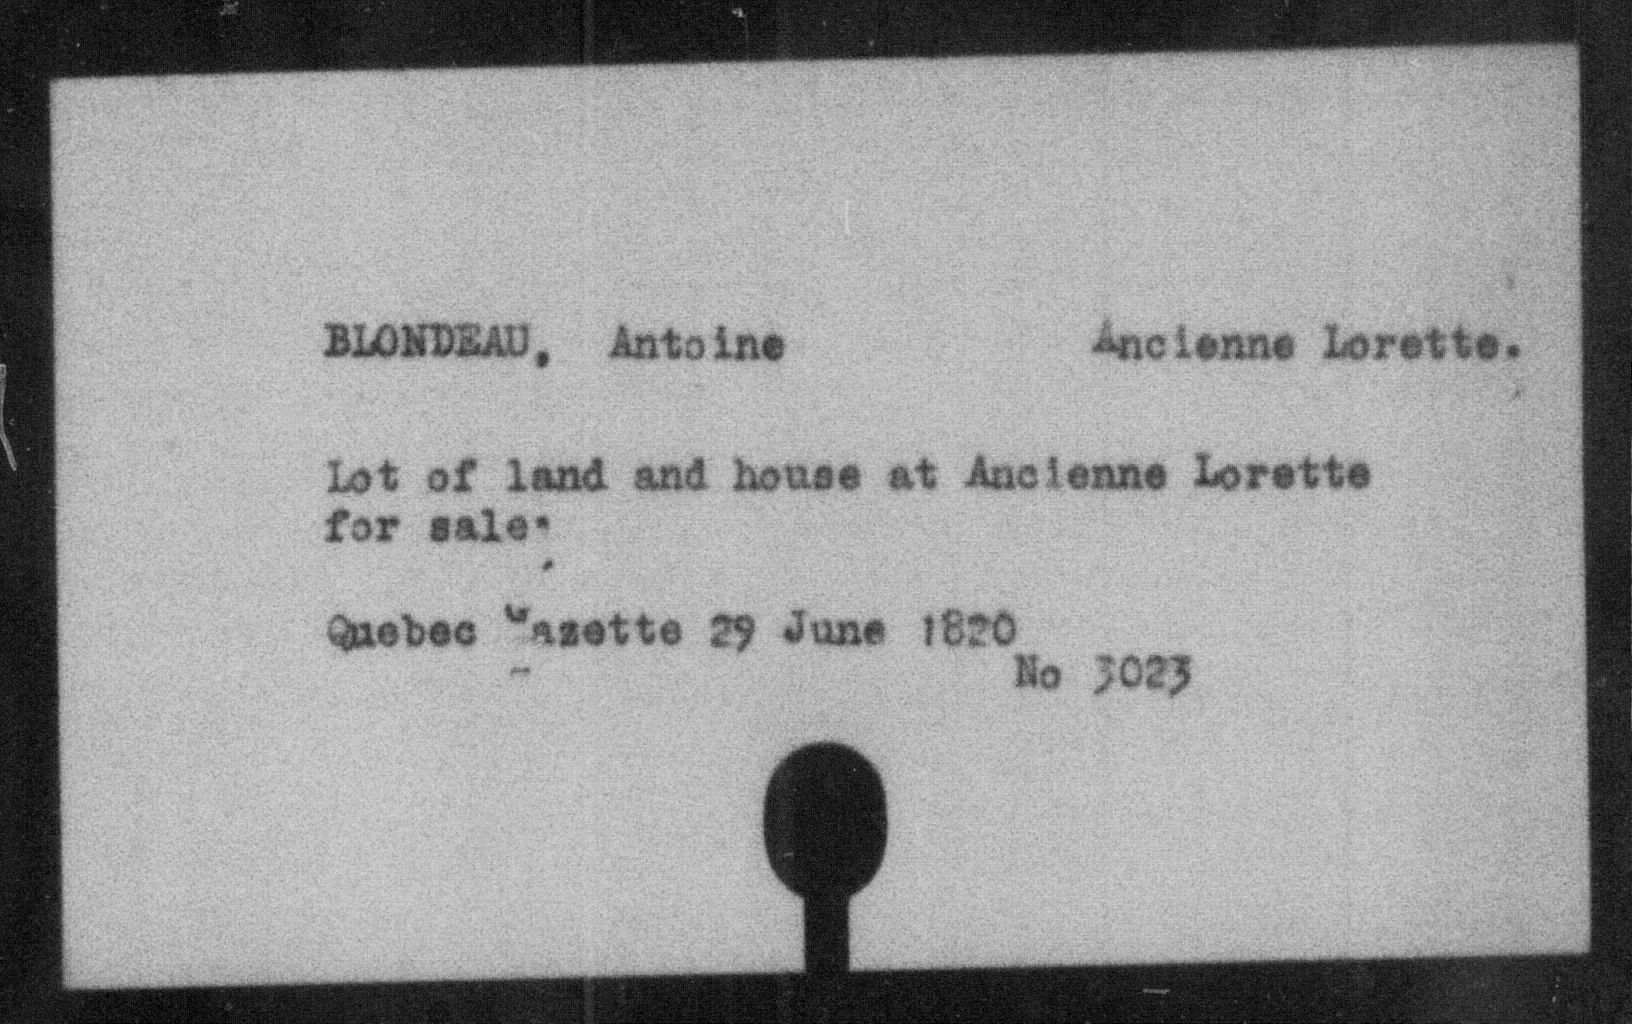 BLONDEAU, Antoine Ancienne Lorette.
Lot of land and house at Ancienne Lorette
for sale.
Quebec Gazette 29 June 1820
No 3023